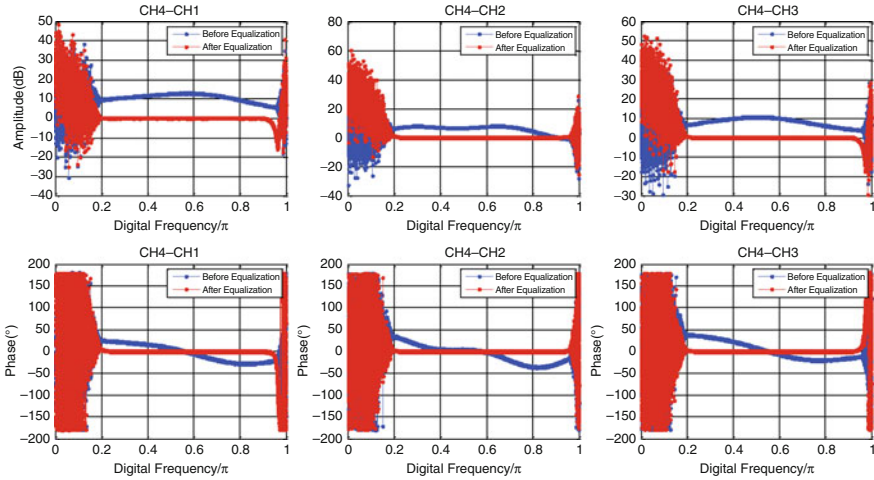 CH4–CH1
50
40
30
20
10
0
−10
−20
30
40
Amplitude(dB)
Before Equalization
After Equalization
0 0.2 0.4 0.6 0.8 1
Digital Frequency/π
CH4–CH2
80
60
40
20
0
−20
40
Before Equalization
After Equalization
0 0.2 0.4 0.6 0.8 1
Digital Frequency/π
CH4–CH3
60
50
40
30
20
10
0
−10
−20
−30
Before Equalization
After Equalization
0 0.2 0.4 0.6 0.8 1
Digital Frequency/π
CH4–CH1
200
150
100
50
0
−50
−100
−150
−200
Phase(°)
Before Equalization
After Equalization
0 0.2 0.4 0.6 0.8 1
Digital Frequency/π
CH4–CH2
200
150
100
50
0
−50
−100
−150
−200
Phase(°)
Before Equalization
After Equalization
0 0.2 0.4 0.6 0.8 1
Digital Frequency/π
CH4–CH3
200
150
100
50
0
−50
−100
−150
−200
Phase(°)
Before Equalization
After Equalization
0 0.2 0.4 0.6 0.8 1
Digital Frequency/π